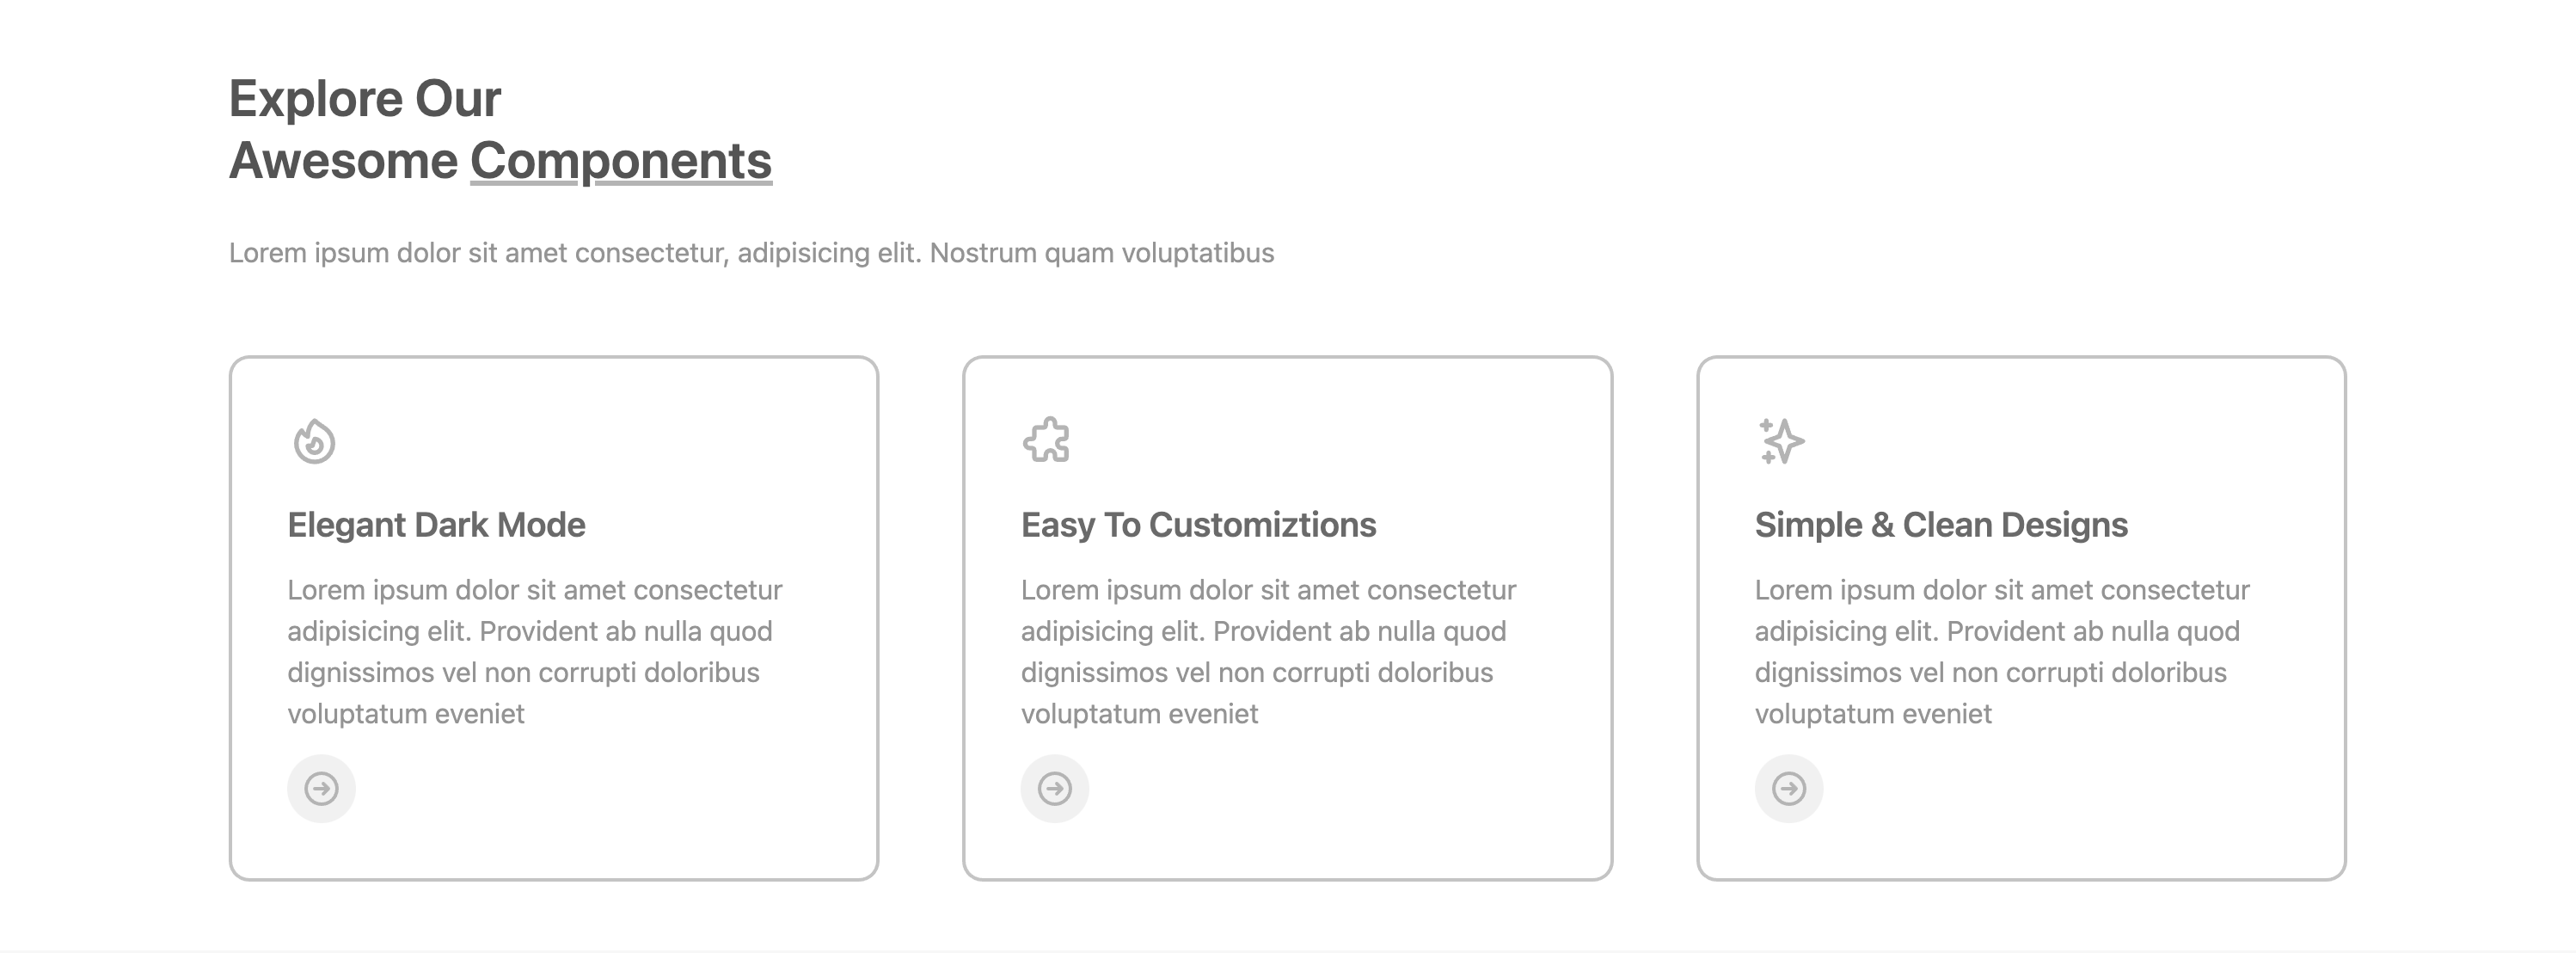 Explore Our
Awesome Components
Lorem ipsum dolor sit amet consectetur, adipisicing elit. Nostrum quam voluptatibus
Elegant Dark Mode
Lorem ipsum dolor sit amet consectetur
adipisicing elit. Provident ab nulla quod
dignissimos vel non corrupti doloribus
voluptatum eveniet
Easy To Customiztions
Lorem ipsum dolor sit amet consectetur
adipisicing elit. Provident ab nulla quod
dignissimos vel non corrupti doloribus
voluptatum eveniet
Simple & Clean Designs
Lorem ipsum dolor sit amet consectetur
adipisicing elit. Provident ab nulla quod
dignissimos vel non corrupti doloribus
voluptatum eveniet